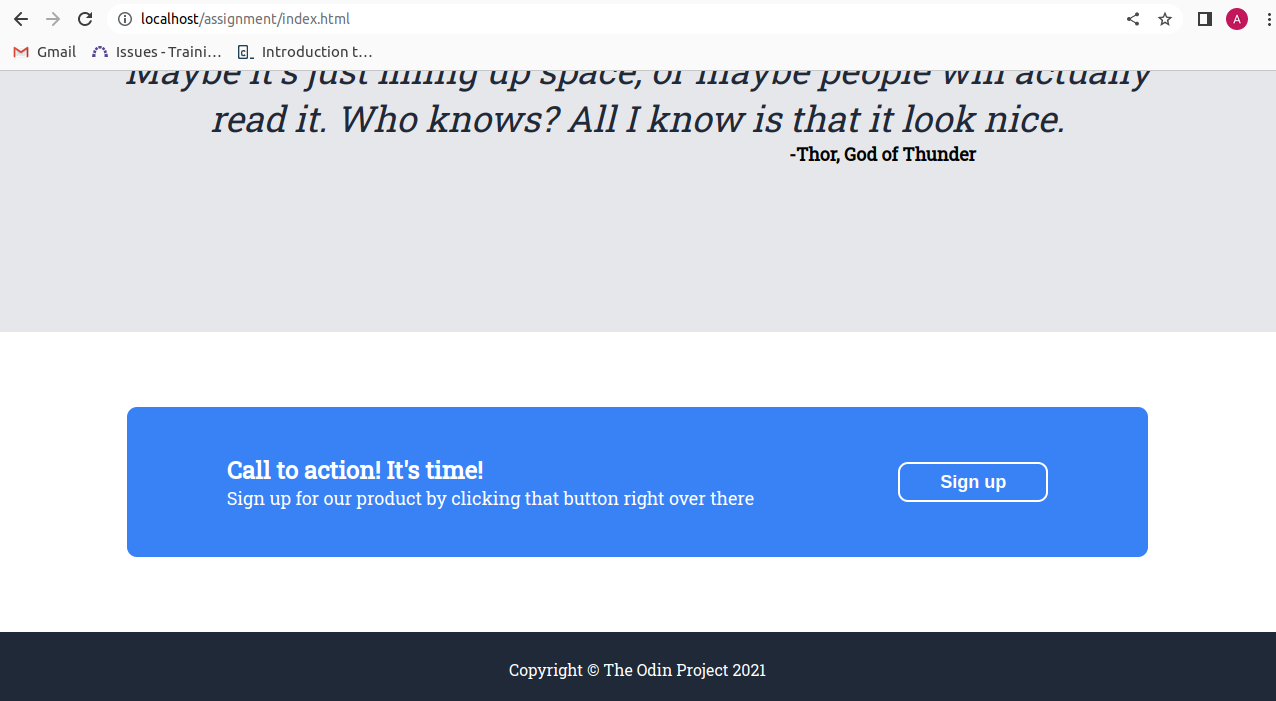 localhost/assignment/index.html
A
Gmail Issues - Traini… Introduction t…
Maybe it's just filling up space, or maybe people will actually
read it. Who knows? All I know is that it look nice.
-Thor, God of Thunder
Call to action! It's time!
Sign up for our product by clicking that button right over there
Sign up
Copyright © The Odin Project 2021